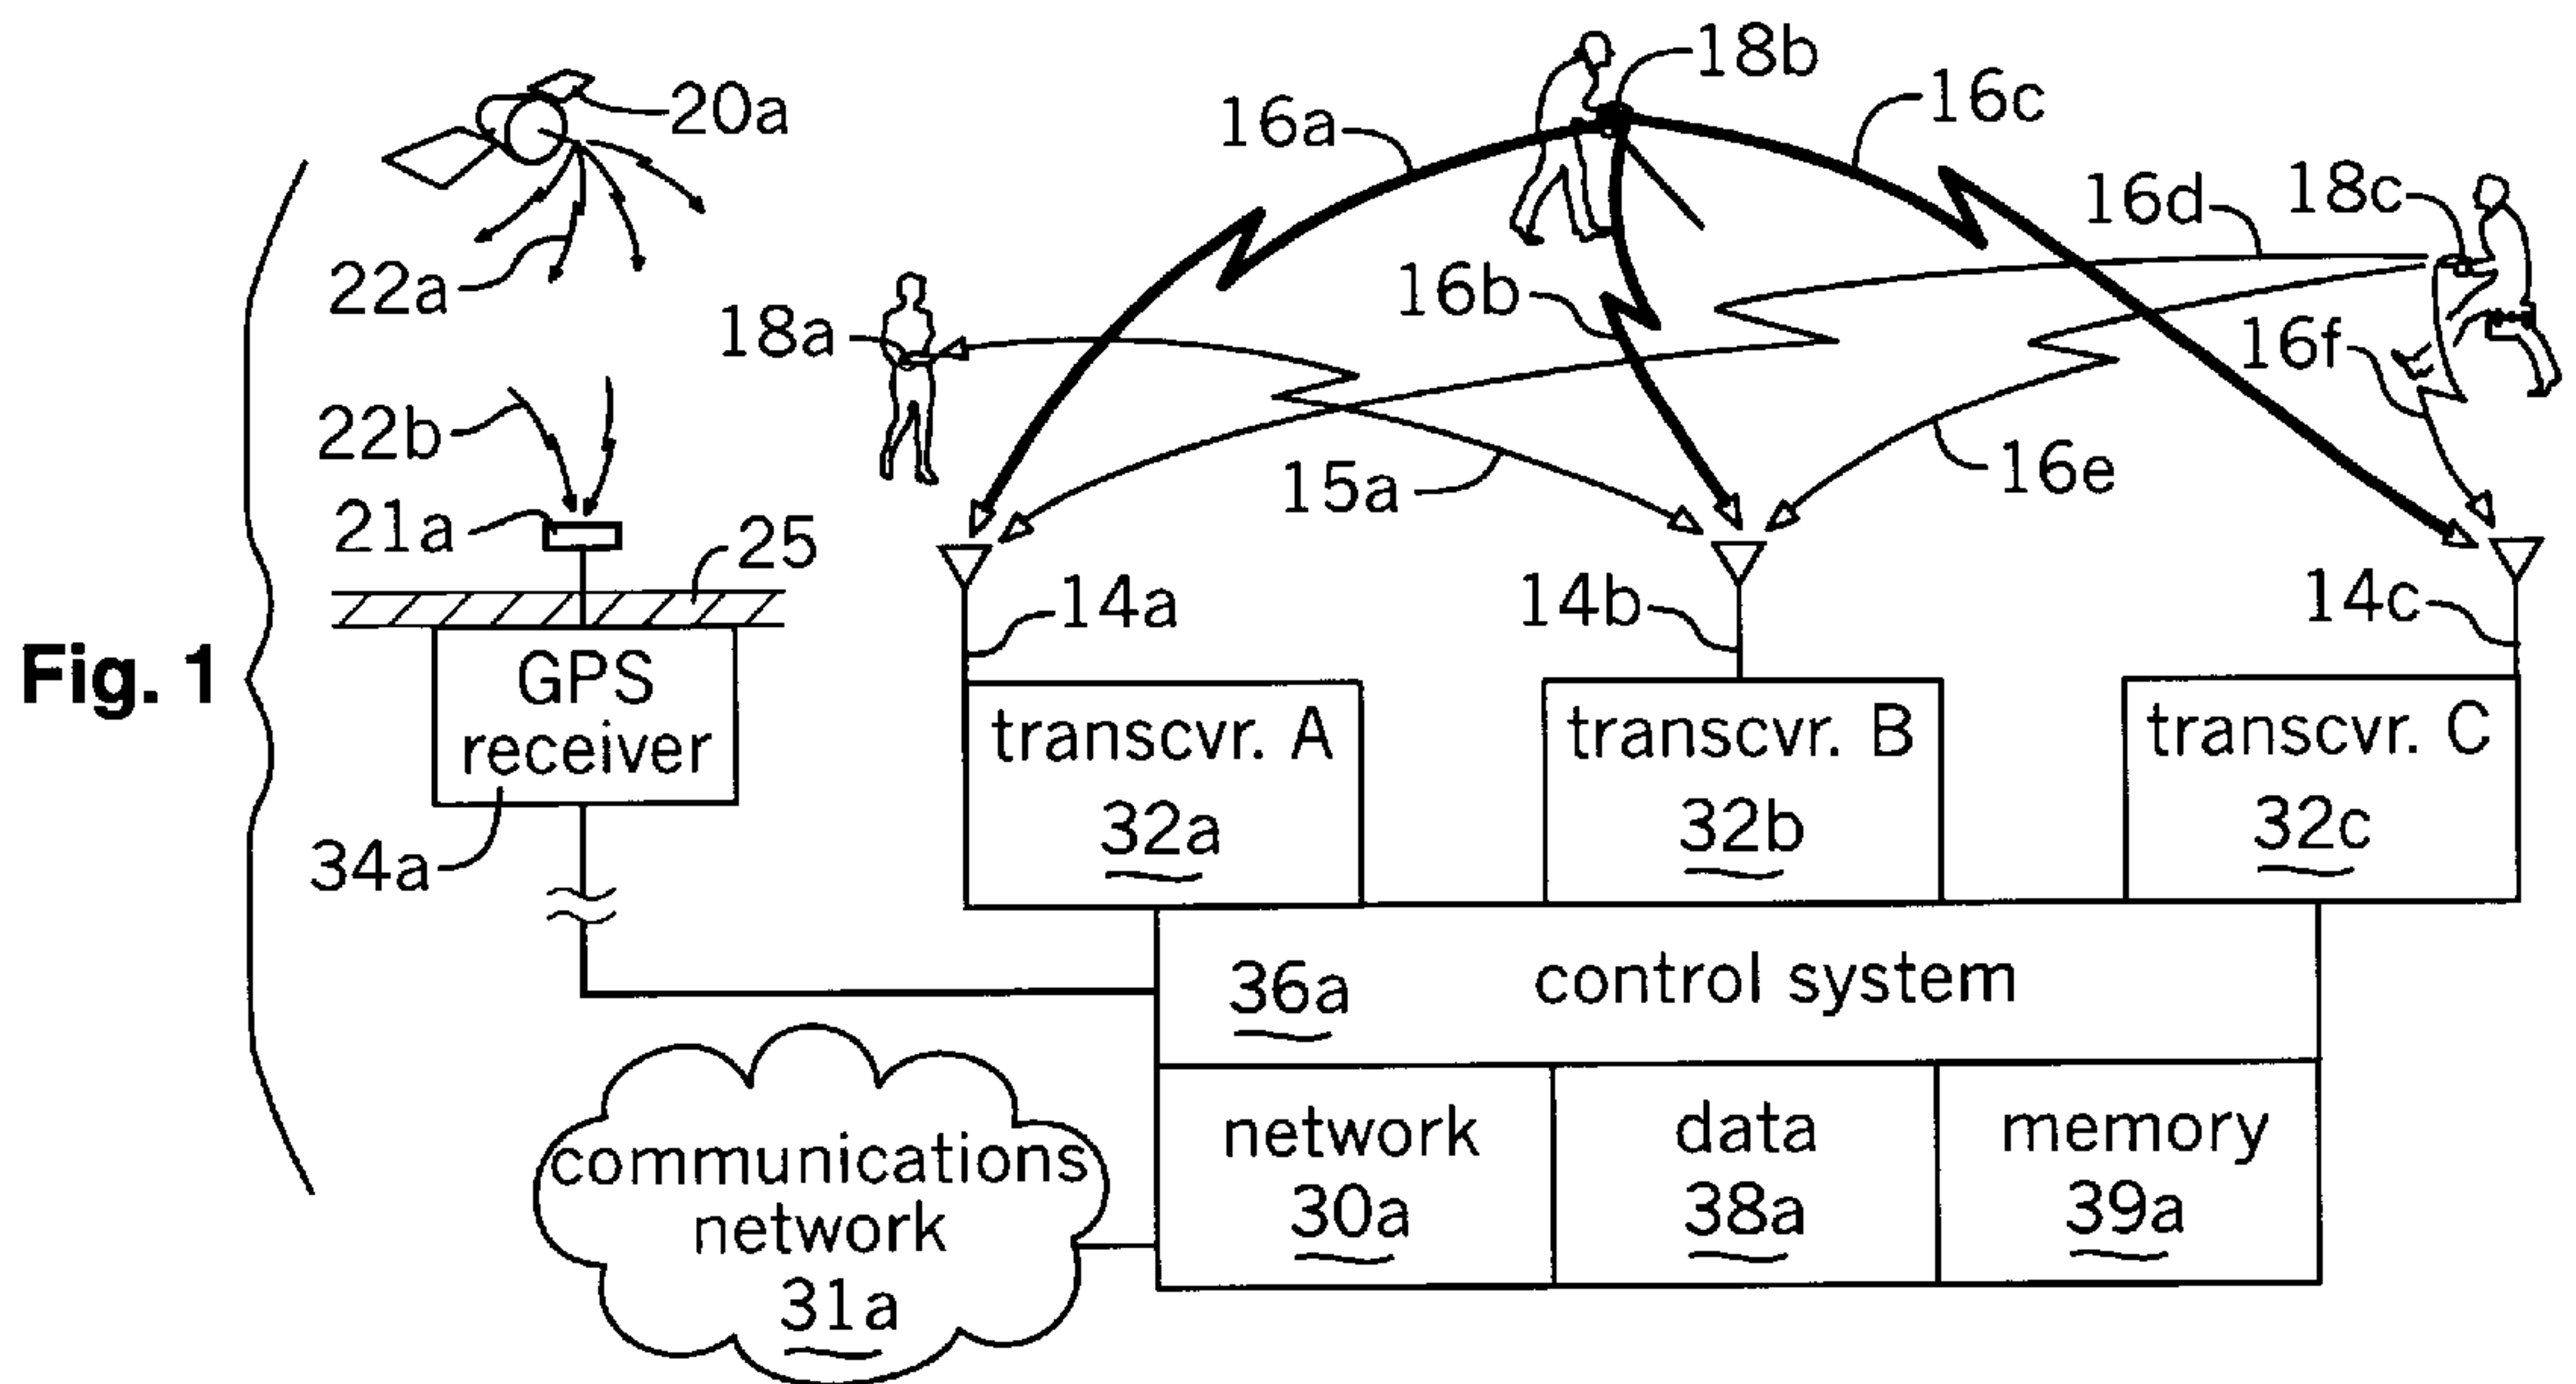 18b
20a
16a
16c
16d
18c
22a
16b
18a
16f
22b
15a
16e
21a
25
14a
14b
14c
Fig. 1
GPS
receiver
34a
transcvr. A
32a
transcvr. B
32b
transcvr. C
32c
36a
control system
communications
network
31a
network
30a
data
38a
memory
39a